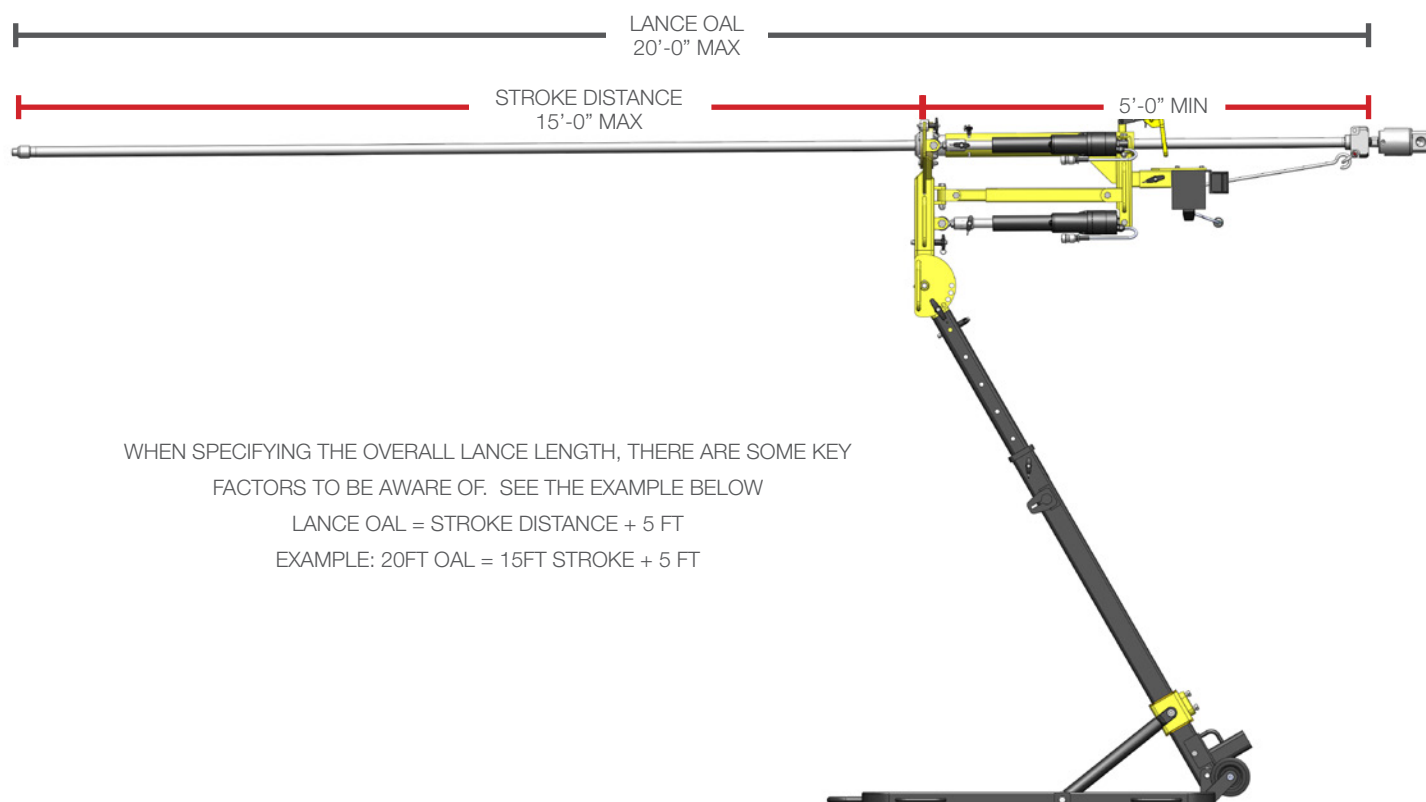 LANCE OAL
20’-0” MAX
STROKE DISTANCE
15’-0” MAX
5’-0” MIN
WHEN SPECIFYING THE OVERALL LANCE LENGTH, THERE ARE SOME KEY
FACTORS TO BE AWARE OF. SEE THE EXAMPLE BELOW
LANCE OAL = STROKE DISTANCE + 5 FT
EXAMPLE: 20FT OAL = 15FT STROKE + 5 FT